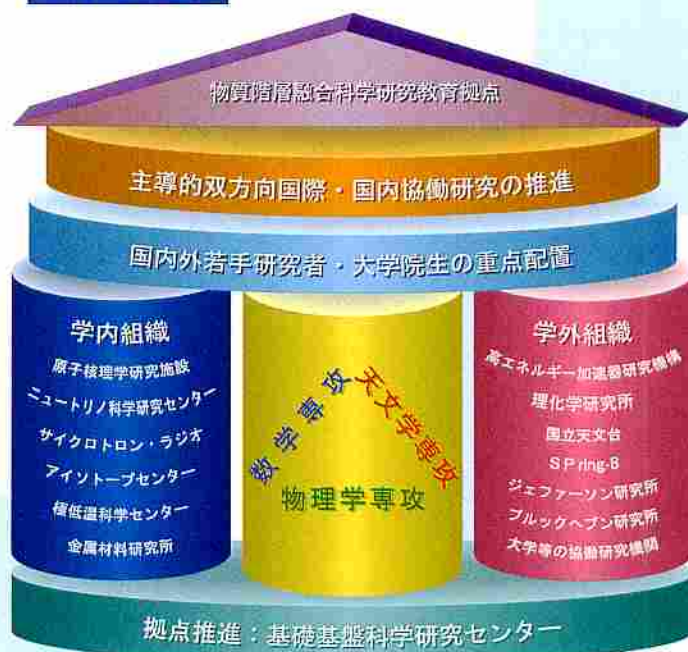 物質階層融合科学研究教育拠点
主導的双方向国際・国内協働研究の推進
国内外若手研究者・大学院生の重点配置
学内組織
原子核理学研究施設
ニュートリノ科学研究センター
サイクロトロン・ラジオ
アイソトープセンター
極低温科学センター
金属材料研究所
数学専攻
天文学専攻
物理学専攻
学外組織
高エネルギー加速器研究機構
理化学研究所
国立天文台
SPring-8
ジェファーソン研究所
ブルックヘブン研究所
大学等の協働研究機関
拠点推進：基礎基盤科学研究センター